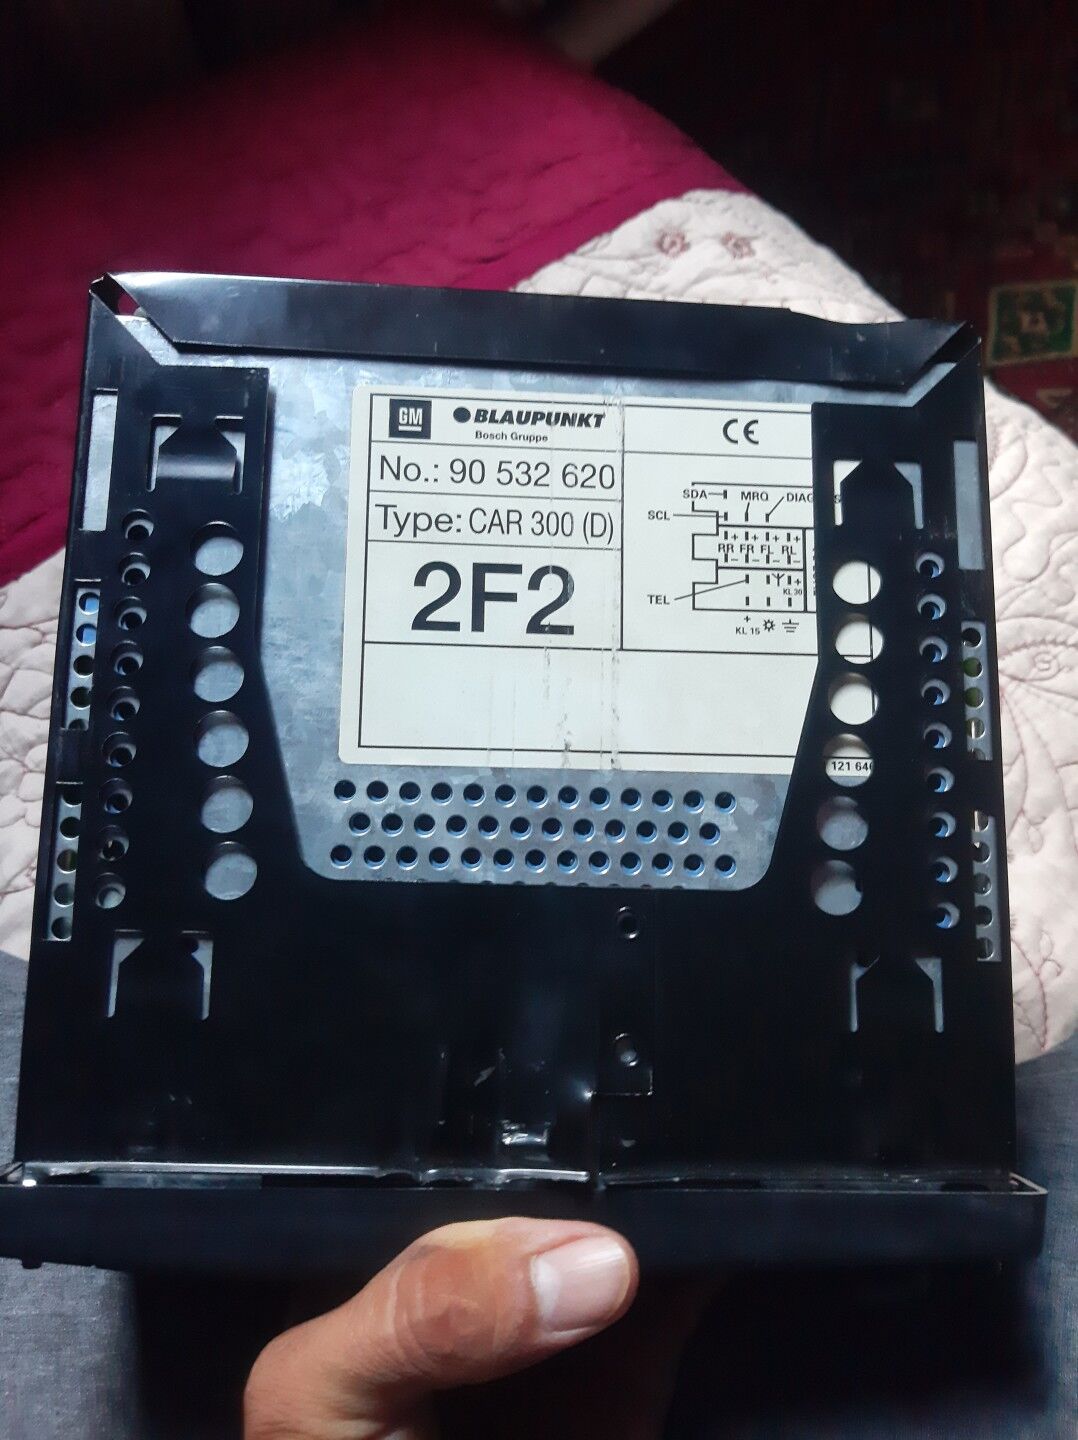 GM
BLAUPUNKT
Bosch Gruppe
CE
No.: 90 532 620
Type: CAR 300 (D)
2F2
SDA
MRQ
SCL
+ + + +
RR FR FL RL
- - - -
TEL
+
KL 30
+
KL 15
121 64